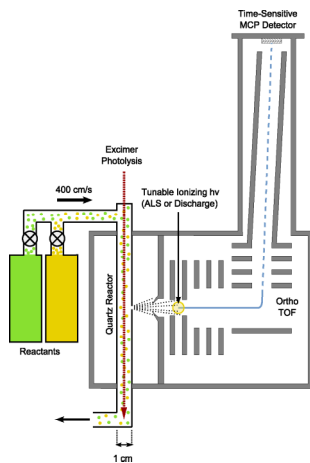 Time-Sensitive
MCP Detector
Excimer
Photolysis
400 cm/s
Tunable Ionizing hv
(ALS or Discharge)
Quartz Reactor
Ortho
TOF
Reactants
1 cm